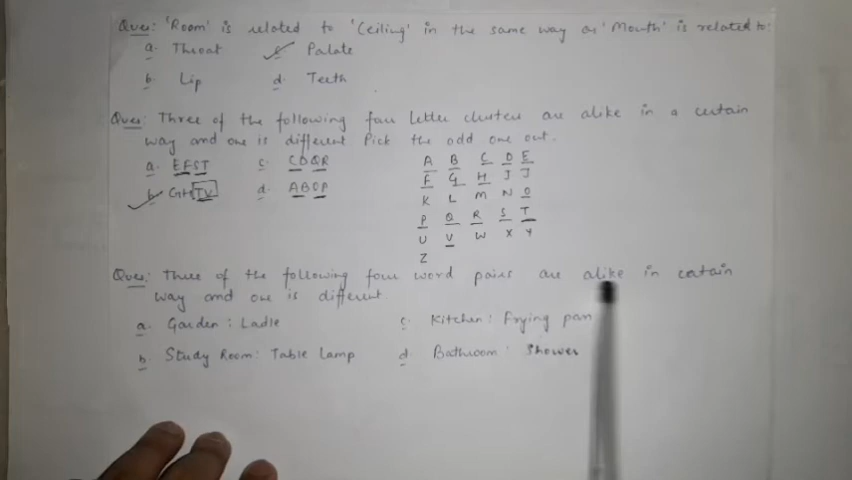 Ques: 'Room' is related to 'Ceiling' in the same way as 'Mouth' is related to:
a. Throat c. Palate
b. Lip d. Teeth
Ques: Three of the following four letter clusters are alike in a certain
way and one is different Pick the odd one out.
a. EFST c. CDQR
b. GHTV d. ABOP
A B C D E
F G H I J
K L M N O
P Q R S T
U V W X Y
Z
Ques: Three of the following four word pairs are alike in certain
way and one is different.
a. Garden : Ladle c. Kitchen : Frying pan
b. Study Room : Table Lamp d. Bathroom : Shower